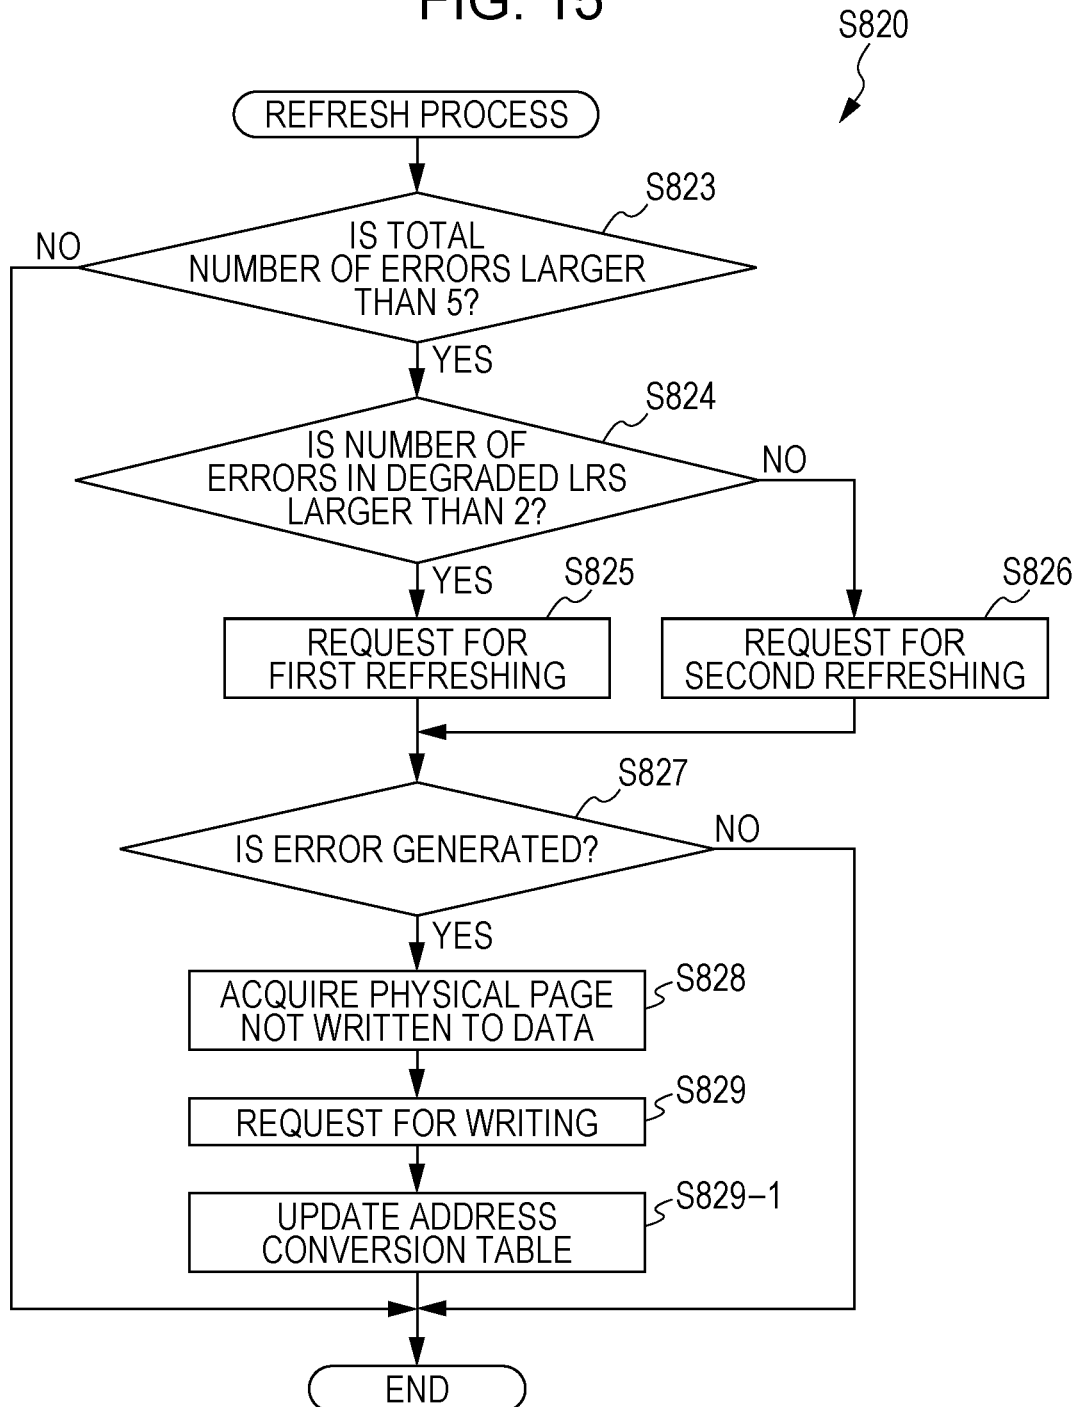 FIG. 15
S820
REFRESH PROCESS
S823
IS TOTAL
NUMBER OF ERRORS LARGER
THAN 5?
NO
YES
S824
IS NUMBER OF
ERRORS IN DEGRADED LRS
LARGER THAN 2?
NO
YES
S825
REQUEST FOR
FIRST REFRESHING
S826
REQUEST FOR
SECOND REFRESHING
S827
IS ERROR GENERATED?
NO
YES
S828
ACQUIRE PHYSICAL PAGE
NOT WRITTEN TO DATA
S829
REQUEST FOR WRITING
S829-1
UPDATE ADDRESS
CONVERSION TABLE
END